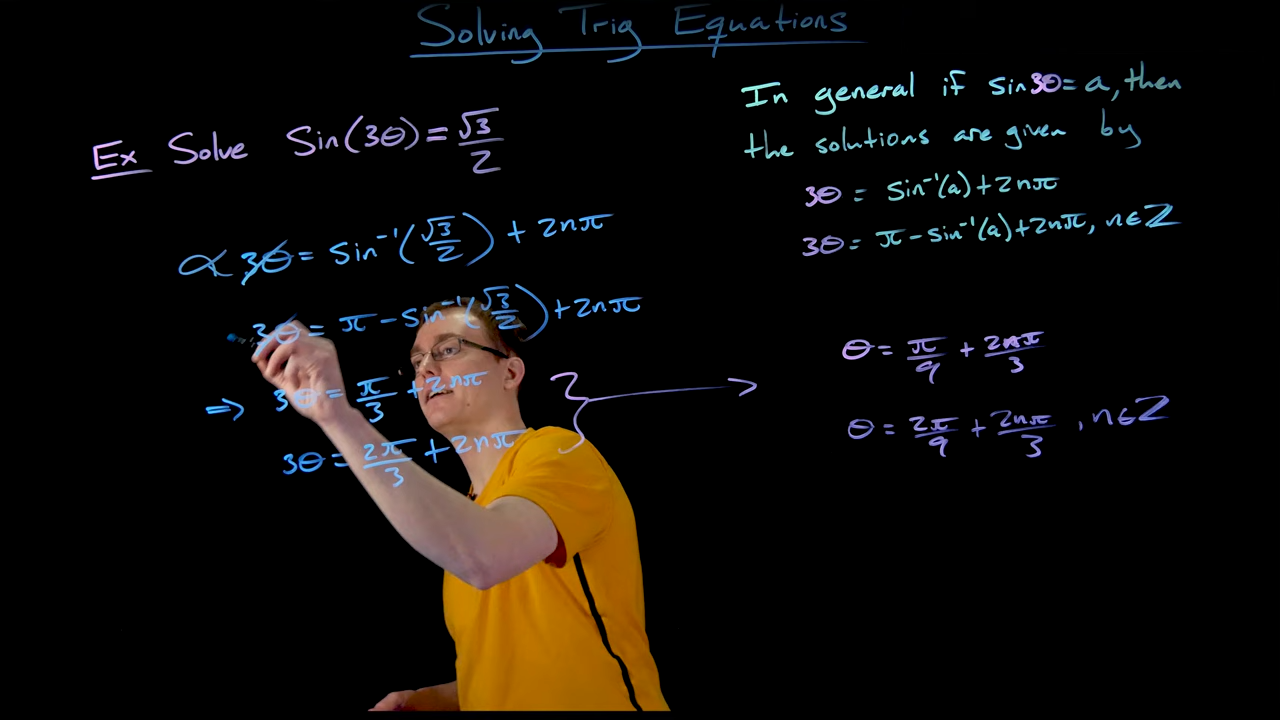 Solving Trig Equations
Ex Solve Sin(3θ) = √3/2
α 3θ = sin⁻¹(√3/2) + 2nπ
3θ = π − sin⁻¹(√3/2) + 2nπ
⇒ 3θ = π/3 + 2nπ
3θ = 2π/3 + 2nπ
In general if sin3θ = a, then
the solutions are given by
3θ = sin⁻¹(a) + 2nπ
3θ = π − sin⁻¹(a) + 2nπ, n∈ℤ
θ = π/9 + 2nπ/3
θ = 2π/9 + 2nπ/3 , n∈ℤ